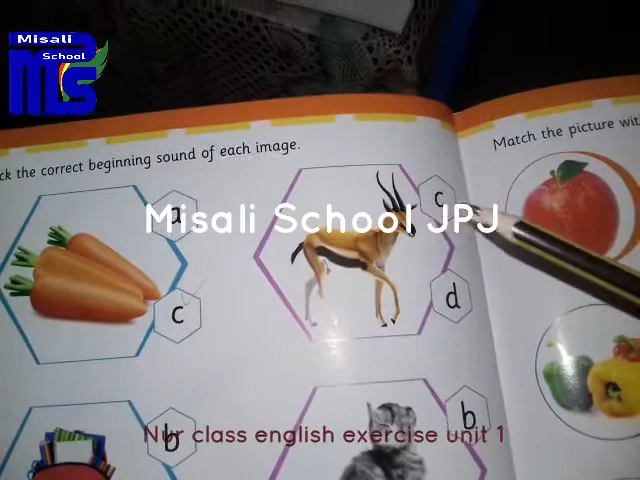 Misali
School
MS
ck the correct beginning sound of each image.
Match the picture wit
a
c
Misali School JPJ
c
d
b
b
Nur class english exercise unit 1